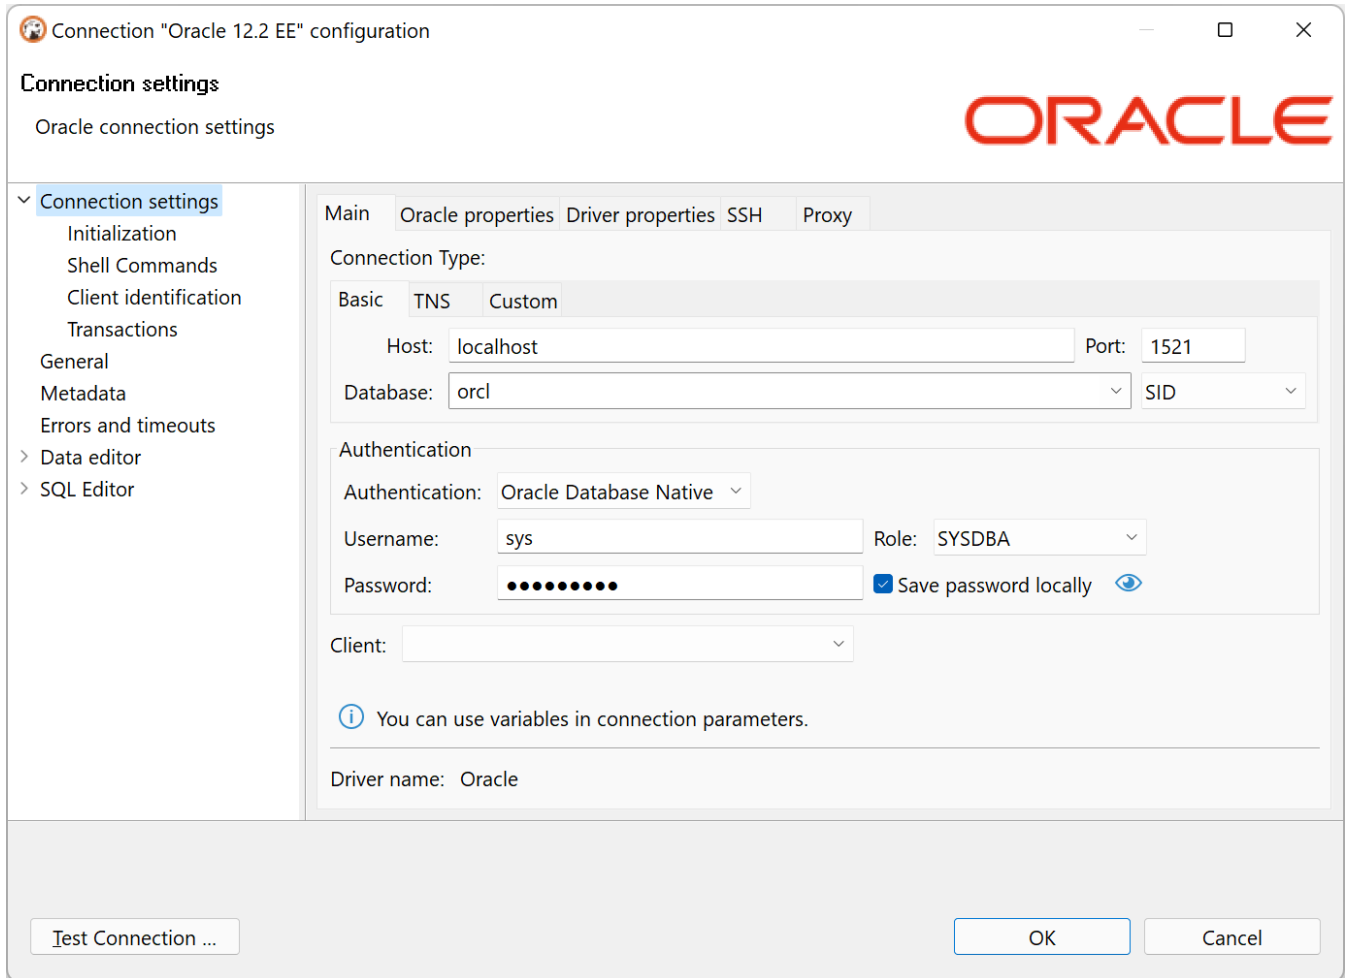 Connection "Oracle 12.2 EE" configuration
Connection settings
Oracle connection settings
ORACLE
Connection settings
Initialization
Shell Commands
Client identification
Transactions
General
Metadata
Errors and timeouts
Data editor
SQL Editor
Main Oracle properties Driver properties SSH Proxy
Connection Type:
Basic TNS Custom
Host: localhost Port: 1521
Database: orcl SID
Authentication
Authentication: Oracle Database Native
Username: sys Role: SYSDBA
Password: ●●●●●●●●● Save password locally
Client:
You can use variables in connection parameters.
Driver name: Oracle
Test Connection ... OK Cancel